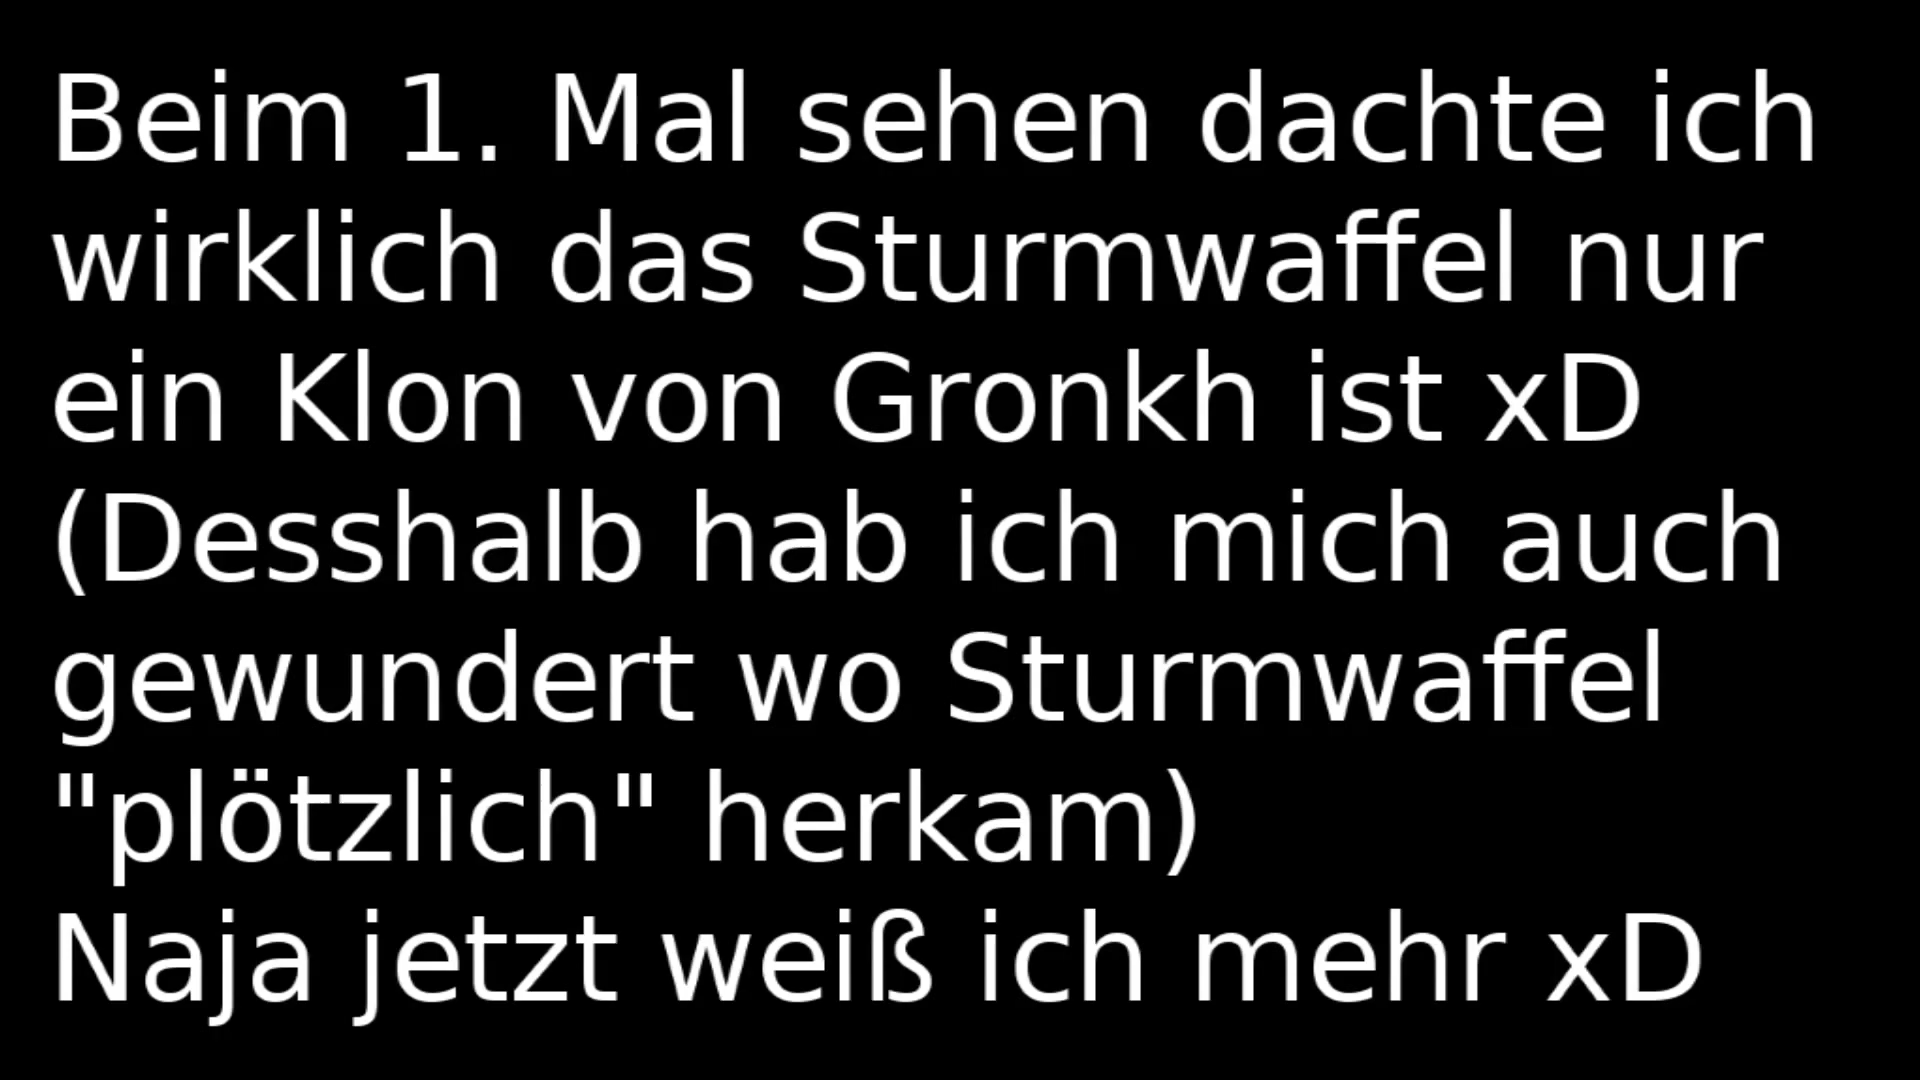 Beim 1. Mal sehen dachte ich
wirklich das Sturmwaffel nur
ein Klon von Gronkh ist xD
(Desshalb hab ich mich auch
gewundert wo Sturmwaffel
"plötzlich" herkam)
Naja jetzt weiß ich mehr xD